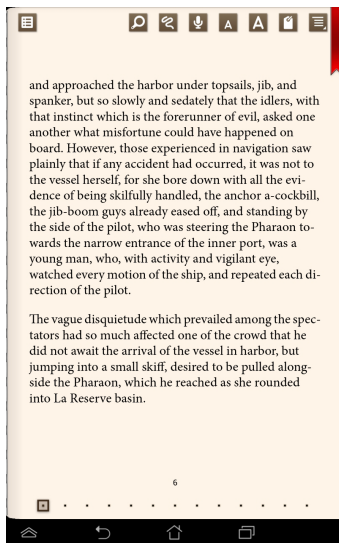 A
A
and approached the harbor under topsails, jib, and
spanker, but so slowly and sedately that the idlers, with
that instinct which is the forerunner of evil, asked one
another what misfortune could have happened on
board. However, those experienced in navigation saw
plainly that if any accident had occurred, it was not to
the vessel herself, for she bore down with all the evi-
dence of being skilfully handled, the anchor a-cockbill,
the jib-boom guys already eased off, and standing by
the side of the pilot, who was steering the Pharaon to-
wards the narrow entrance of the inner port, was a
young man, who, with activity and vigilant eye,
watched every motion of the ship, and repeated each di-
rection of the pilot.
The vague disquietude which prevailed among the spec-
tators had so much affected one of the crowd that he
did not await the arrival of the vessel in harbor, but
jumping into a small skiff, desired to be pulled along-
side the Pharaon, which he reached as she rounded
into La Reserve basin.
6